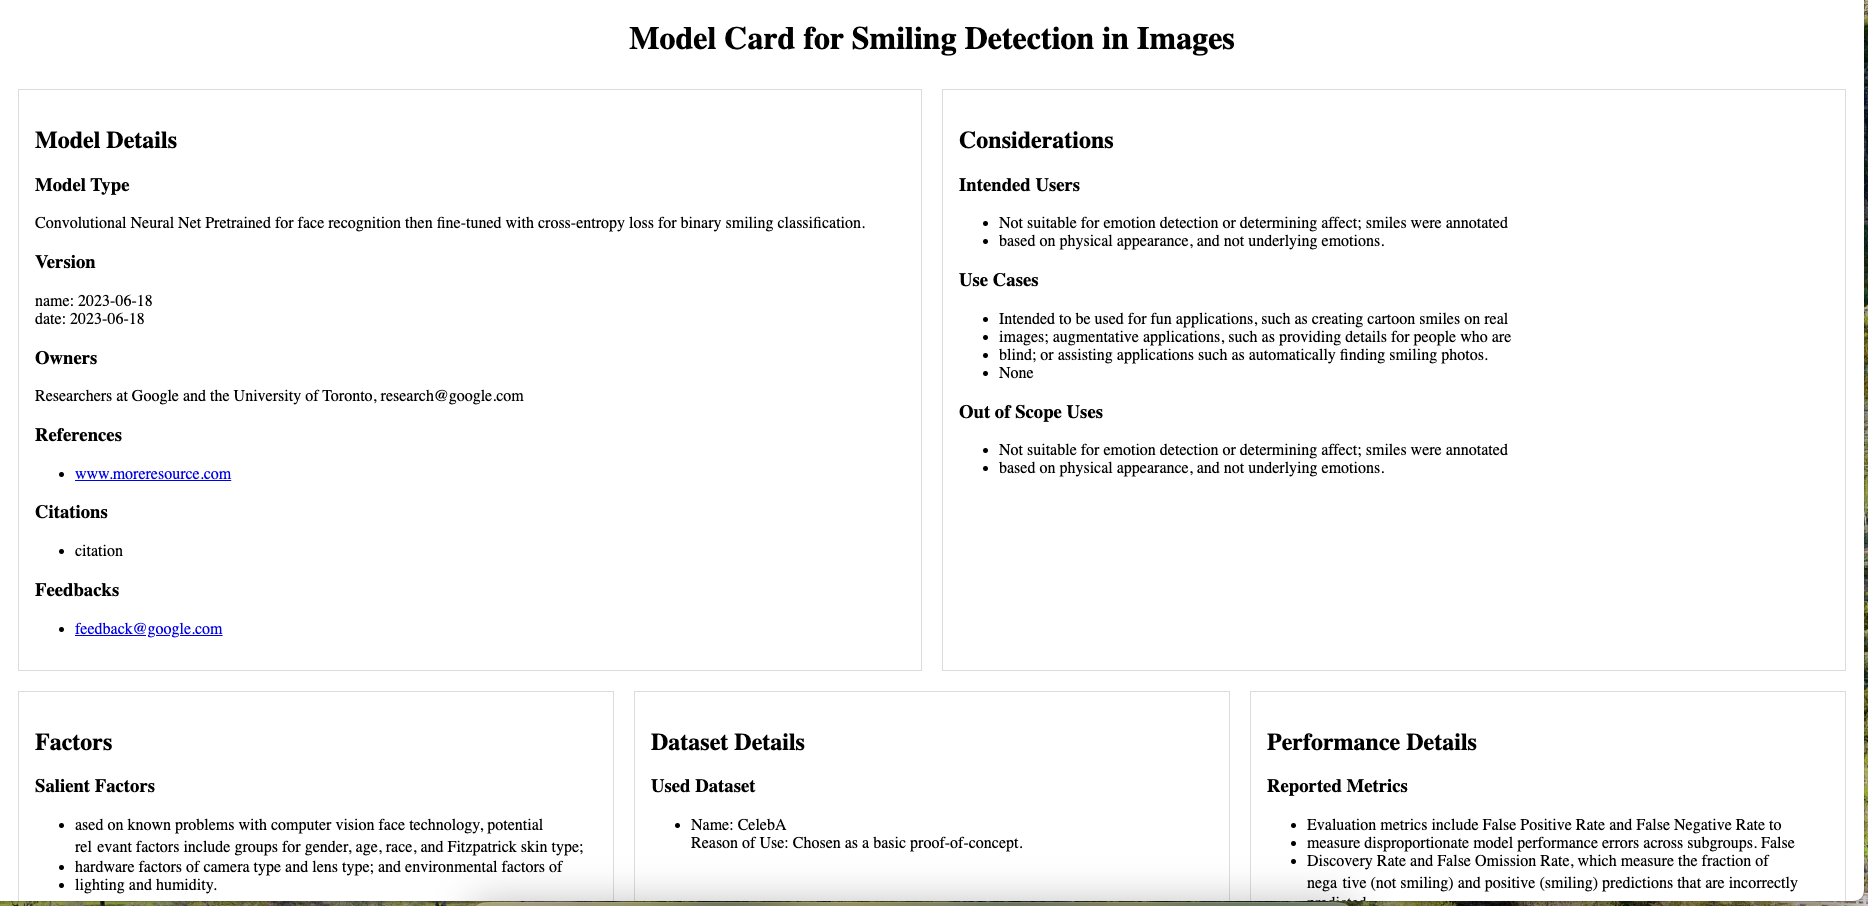 Model Card for Smiling Detection in Images
Model Details
Model Type
Convolutional Neural Net Pretrained for face recognition then fine-tuned with cross-entropy loss for binary smiling classification.
Version
name: 2023-06-18
date: 2023-06-18
Owners
Researchers at Google and the University of Toronto, research@google.com
References
www.moreresource.com
Citations
citation
Feedbacks
feedback@google.com
Considerations
Intended Users
Not suitable for emotion detection or determining affect; smiles were annotated
based on physical appearance, and not underlying emotions.
Use Cases
Intended to be used for fun applications, such as creating cartoon smiles on real
images; augmentative applications, such as providing details for people who are
blind; or assisting applications such as automatically finding smiling photos.
None
Out of Scope Uses
Not suitable for emotion detection or determining affect; smiles were annotated
based on physical appearance, and not underlying emotions.
Factors
Salient Factors
ased on known problems with computer vision face technology, potential
rel evant factors include groups for gender, age, race, and Fitzpatrick skin type;
hardware factors of camera type and lens type; and environmental factors of
lighting and humidity.
Dataset Details
Used Dataset
Name: CelebA
Reason of Use: Chosen as a basic proof-of-concept.
Performance Details
Reported Metrics
Evaluation metrics include False Positive Rate and False Negative Rate to
measure disproportionate model performance errors across subgroups. False
Discovery Rate and False Omission Rate, which measure the fraction of
nega tive (not smiling) and positive (smiling) predictions that are incorrectly